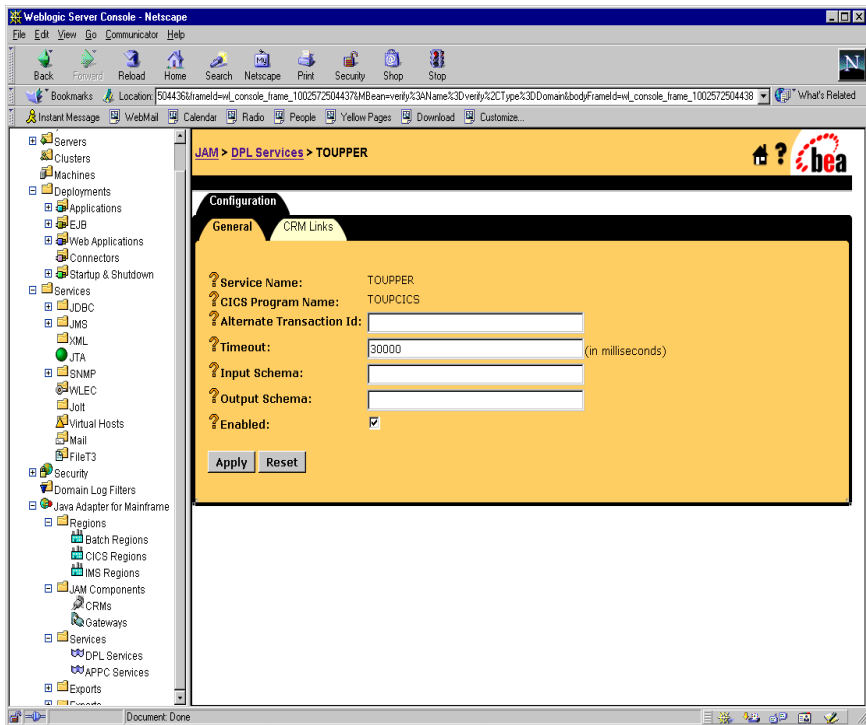 Weblogic Server Console - Netscape
File Edit View Go Communicator Help
Back Forward Reload Home Search Netscape Print Security Shop Stop
N
Bookmarks Location: 504436&frameId=wl_console_frame_1002572504437&MBean=verify%3AName%3Dverify%2CType%3DDomain&bodyFrameId=wl_console_frame_1002572504438 What's Related
Instant Message WebMail Calendar Radio People Yellow Pages Download Customize...
Servers
Clusters
Machines
Deployments
Applications
EJB
Web Applications
Connectors
Startup & Shutdown
Services
JDBC
JMS
XML
JTA
SNMP
WLEC
Jolt
Virtual Hosts
Mail
FileT3
Security
Domain Log Filters
Java Adapter for Mainframe
Regions
Batch Regions
CICS Regions
IMS Regions
JAM Components
CRMs
Gateways
Services
DPL Services
APPC Services
Exports
JAM > DPL Services > TOUPPER
? bea
Configuration
General CRM Links
? Service Name: TOUPPER
? CICS Program Name: TOUPCICS
? Alternate Transaction Id:
? Timeout: 30000 (in milliseconds)
? Input Schema:
? Output Schema:
? Enabled:
Apply Reset
Document: Done